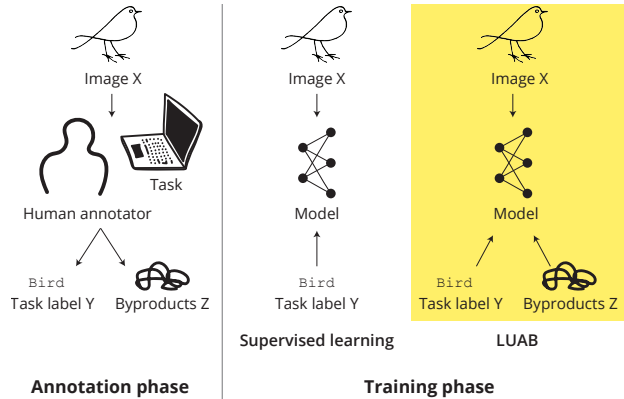 Image X
Task
Human annotator
Bird
Task label Y
Byproducts Z
Annotation phase
Image X
Model
Bird
Task label Y
Supervised learning
Image X
Model
Bird
Task label Y
Byproducts Z
LUAB
Training phase